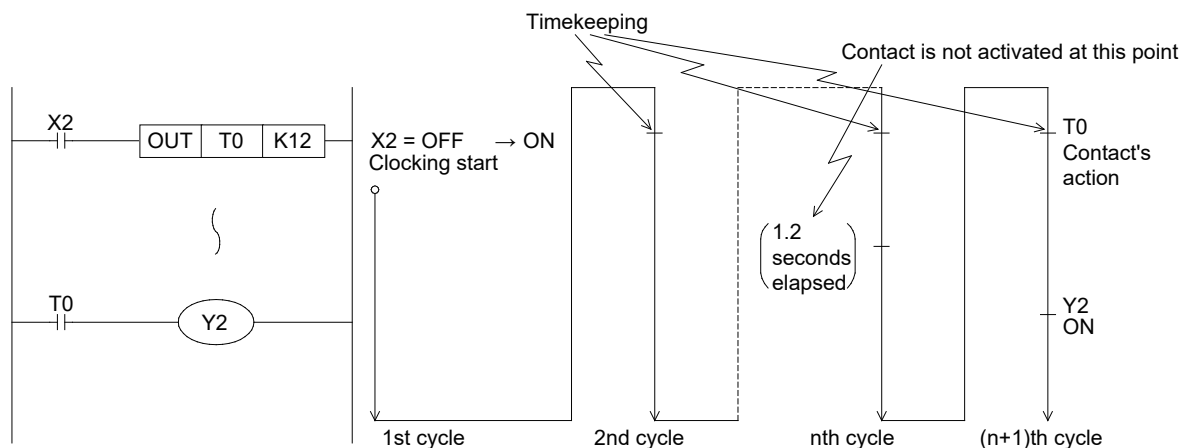 Timekeeping
Contact is not activated at this point
X2
OUT T0 K12
X2 = OFF → ON
Clocking start
T0
Contact's
action
1.2
seconds
elapsed
T0
Y2
Y2
ON
1st cycle
2nd cycle
nth cycle
(n+1)th cycle